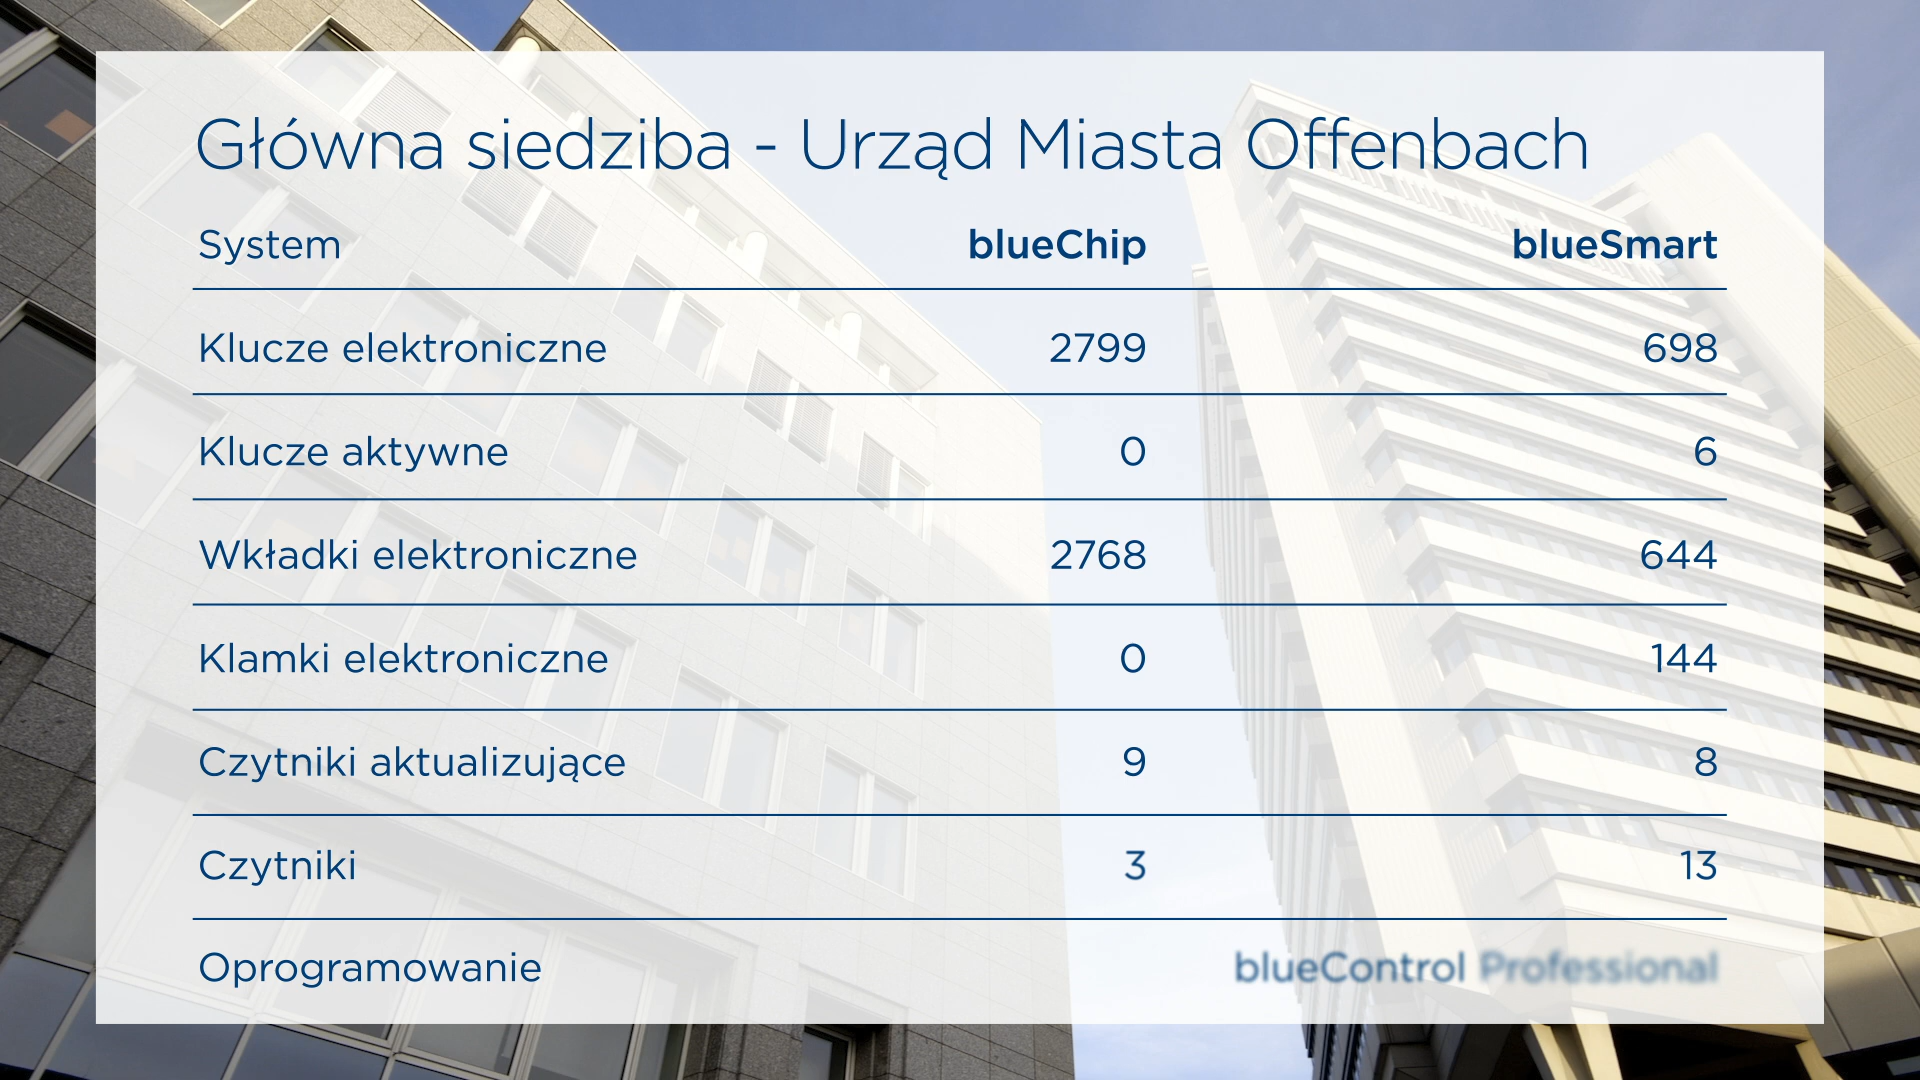 Główna siedziba - Urząd Miasta Offenbach
System blueChip blueSmart
Klucze elektroniczne 2799 698
Klucze aktywne 0 6
Wkładki elektroniczne 2768 644
Klamki elektroniczne 0 144
Czytniki aktualizujące 9 8
Czytniki 3 13
Oprogramowanie blueControl Professional